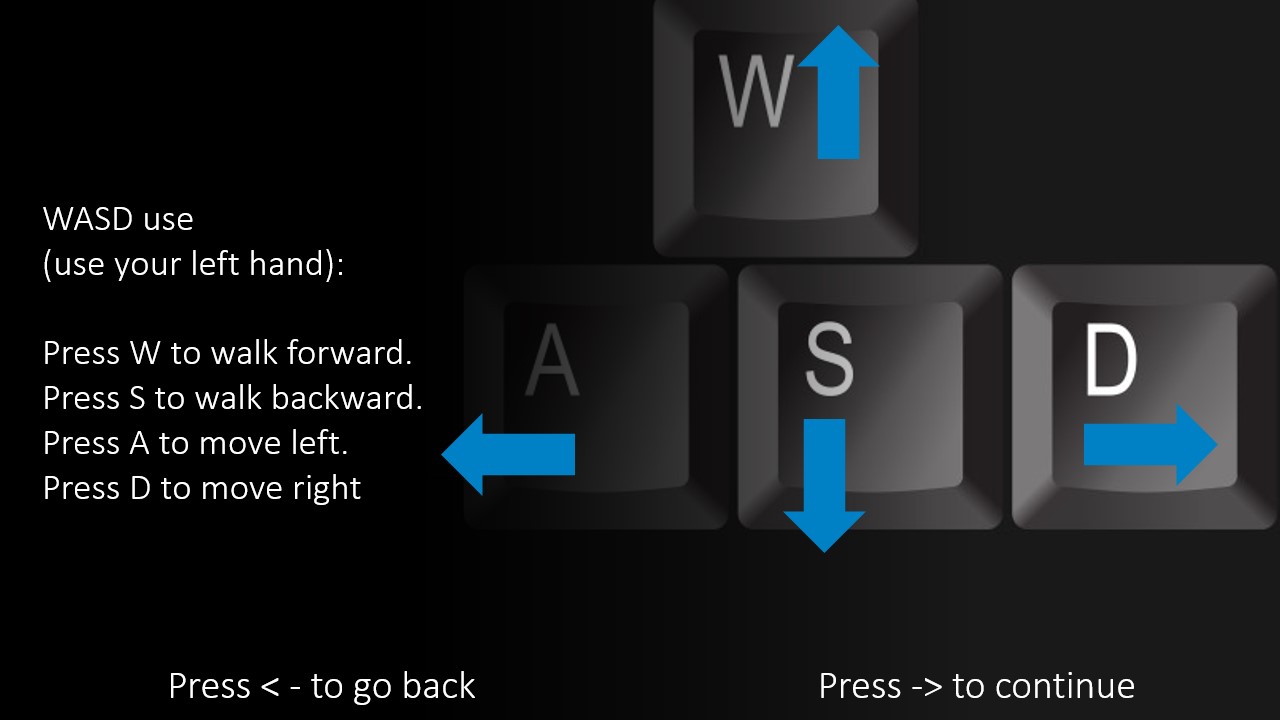 W
WASD use
(use your left hand):
A
S
D
Press W to walk forward.
Press S to walk backward.
Press A to move left.
Press D to move right
Press < - to go back
Press -> to continue